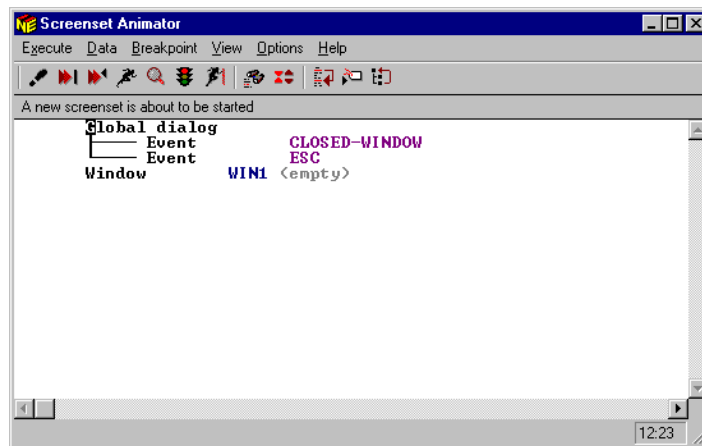 Screenset Animator
Execute Data Breakpoint View Options Help
A new screenset is about to be started
Global dialog
Event CLOSED-WINDOW
Event ESC
Window WIN1 (empty)
12:23